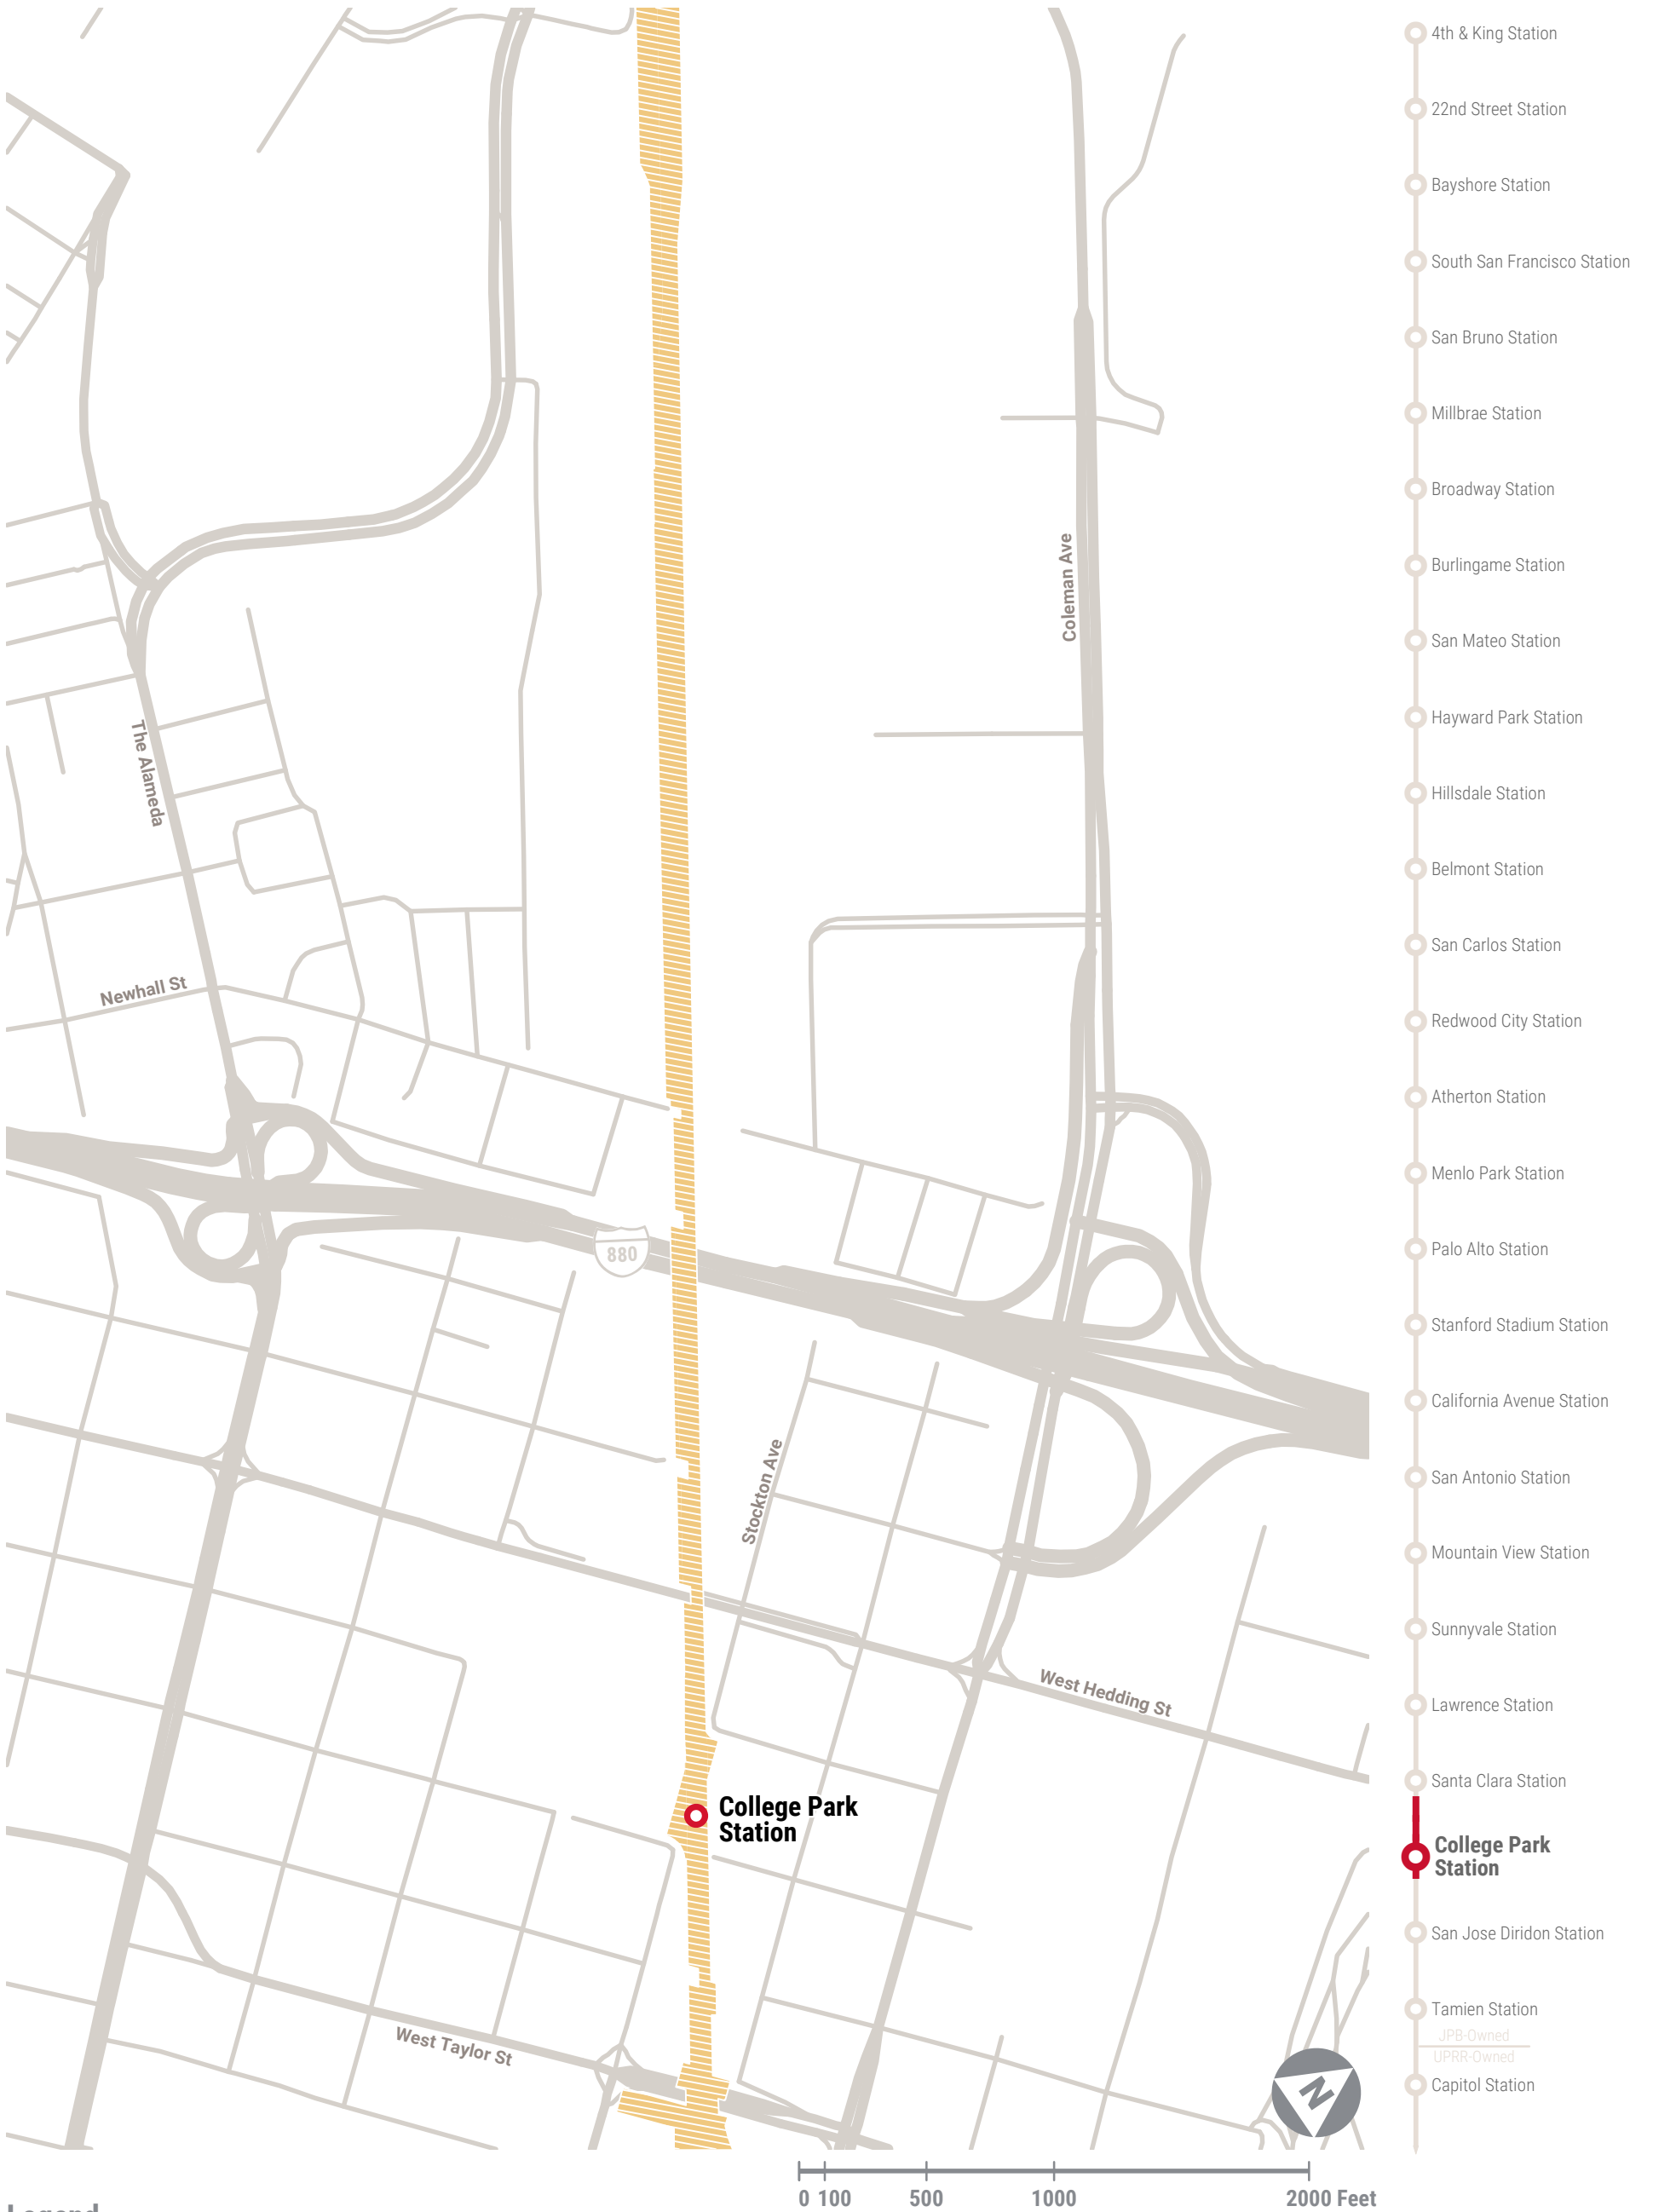 4th & King Station
22nd Street Station
Bayshore Station
South San Francisco Station
San Bruno Station
Millbrae Station
Broadway Station
Burlingame Station
San Mateo Station
Hayward Park Station
Hillsdale Station
Belmont Station
San Carlos Station
Redwood City Station
Atherton Station
Menlo Park Station
Palo Alto Station
Stanford Stadium Station
California Avenue Station
San Antonio Station
Mountain View Station
Sunnyvale Station
Lawrence Station
Santa Clara Station
College Park
Station
San Jose Diridon Station
Tamien Station
JPB-Owned
UPRR-Owned
Capitol Station
Coleman Ave
The Alameda
Newhall St
880
Stockton Ave
West Hedding St
College Park
Station
West Taylor St
N
0 100 500 1000 2000 Feet
Legend